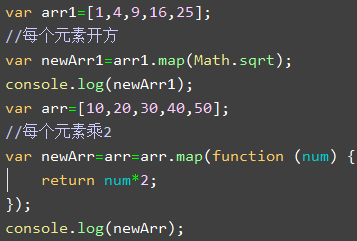 var arr1=[1,4,9,16,25];
//每个元素开方
var newArr1=arr1.map(Math.sqrt);
console.log(newArr1);
var arr=[10,20,30,40,50];
//每个元素乘2
var newArr=arr=arr.map(function (num) {
    return num*2;
});
console.log(newArr);